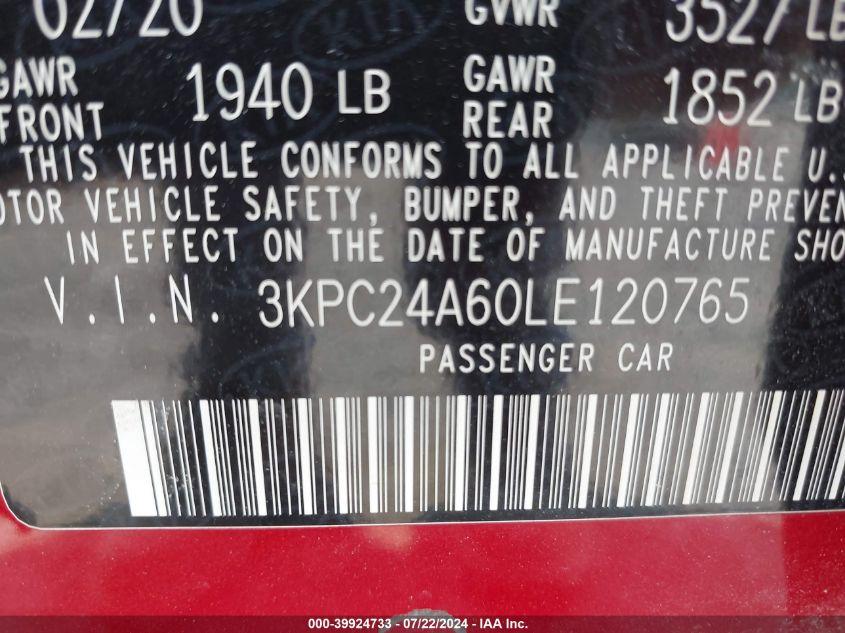 02/20 GVWR 3527 LB
GAWR FRONT 1940 LB GAWR REAR 1852 LB
THIS VEHICLE CONFORMS TO ALL APPLICABLE U.S
OTOR VEHICLE SAFETY, BUMPER, AND THEFT PREVEN
IN EFFECT ON THE DATE OF MANUFACTURE SHO
V.I.N. 3KPC24A60LE120765
PASSENGER CAR
000-39924733 - 07/22/2024 - IAA Inc.